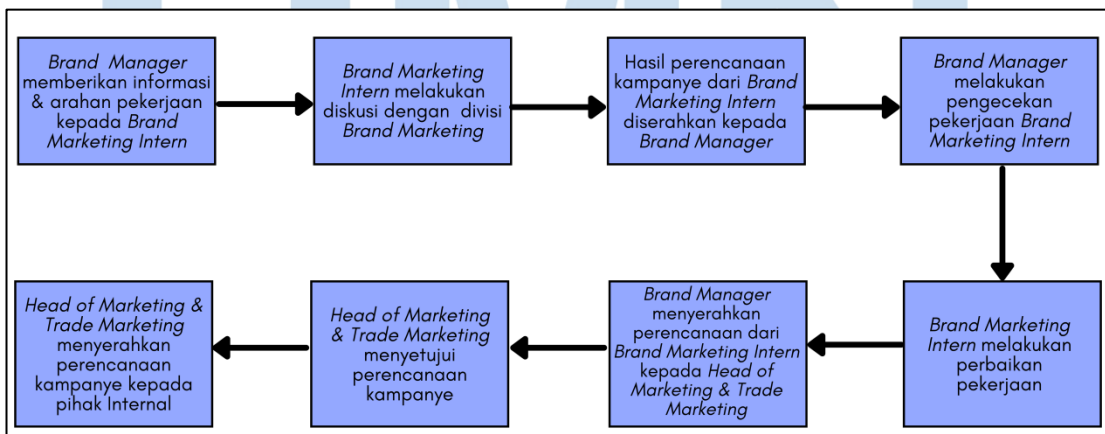 Brand Manager
memberikan informasi
& arahan pekerjaan
kepada Brand
Marketing Intern
Brand Marketing
Intern melakukan
diskusi dengan divisi
Brand Marketing
Hasil perencanaan
kampanye dari Brand
Marketing Intern
diserahkan kepada
Brand Manager
Brand Manager
melakukan
pengecekan
pekerjaan Brand
Marketing Intern
Brand Marketing
Intern melakukan
perbaikan
pekerjaan
Brand Manager
menyerahkan
perencanaan dari
Brand Marketing Intern
kepada Head of
Marketing & Trade
Marketing
Head of Marketing
& Trade Marketing
menyetujui
perencanaan
kampanye
Head of Marketing &
Trade Marketing
menyerahkan
perencanaan
kampanye kepada
pihak Internal